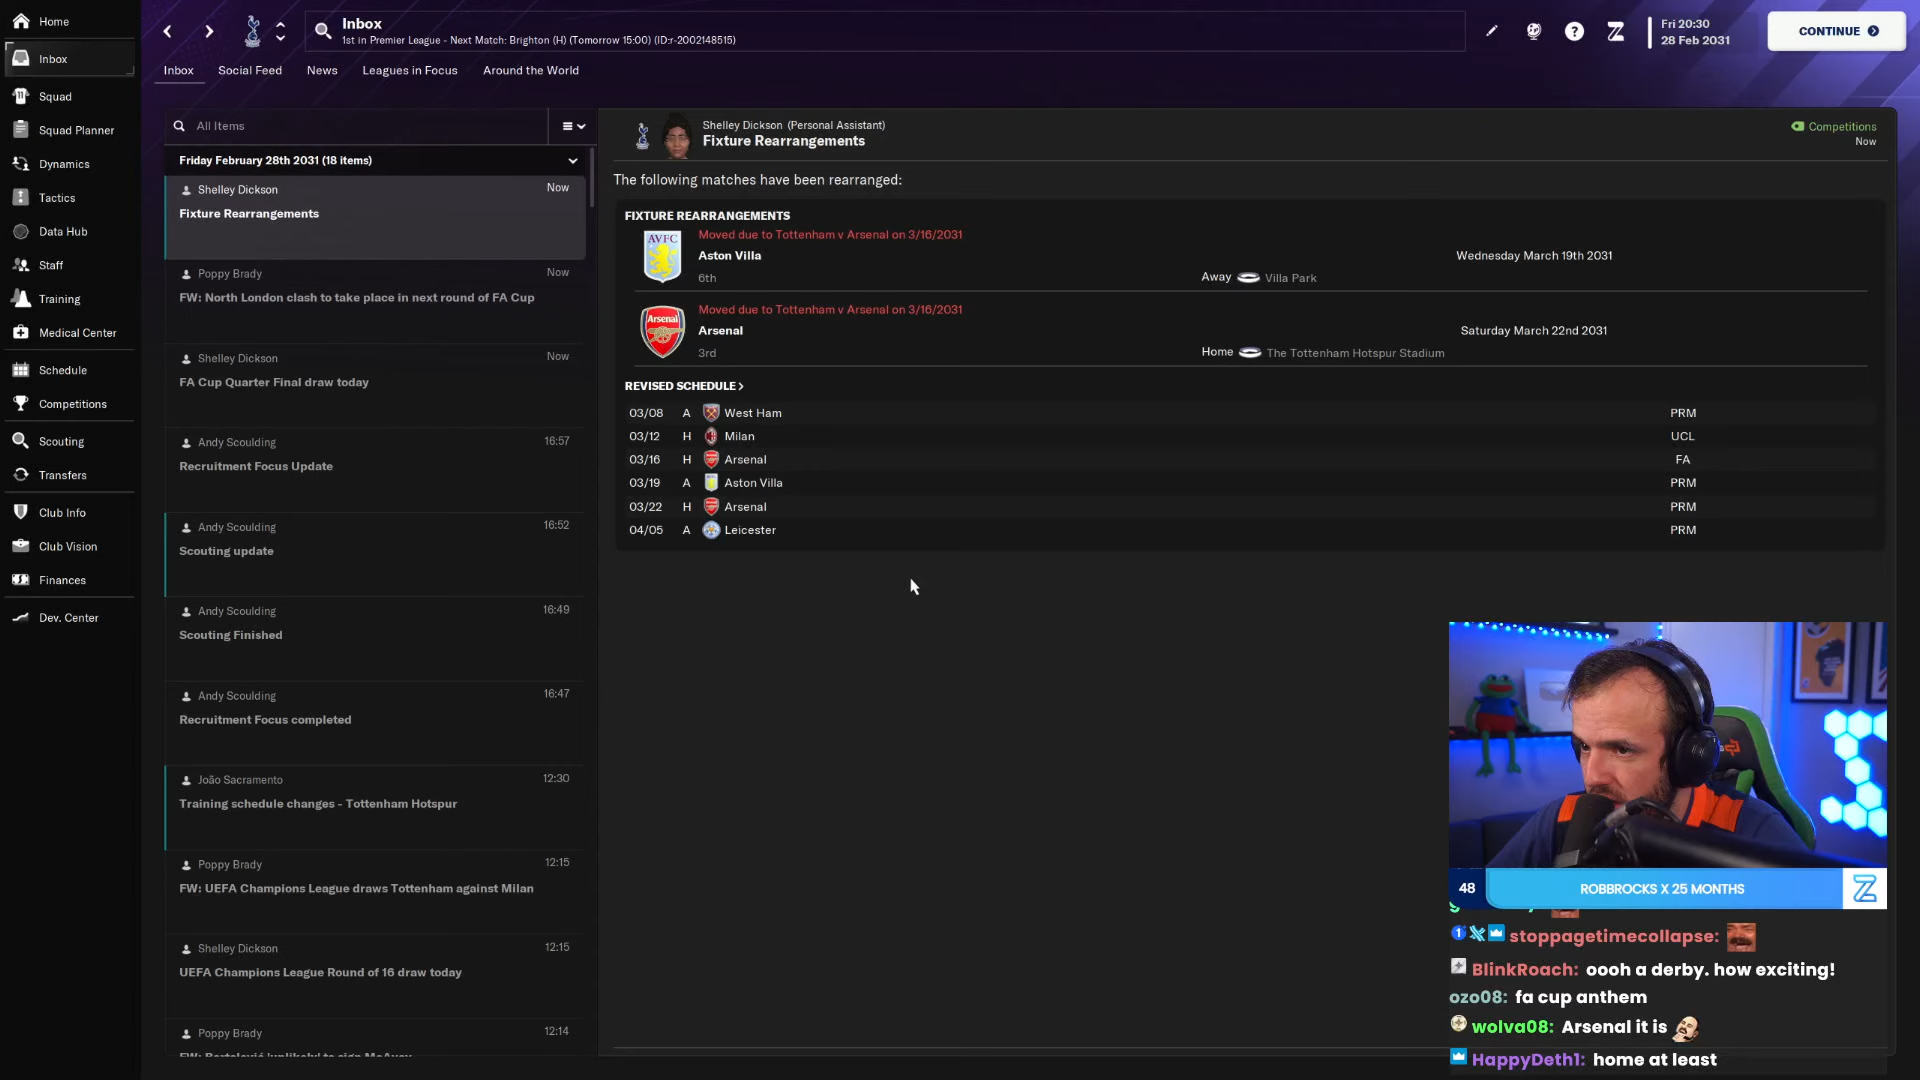 Home
Inbox
Squad
Squad Planner
Dynamics
Tactics
Data Hub
Staff
Training
Medical Center
Schedule
Competitions
Scouting
Transfers
Club Info
Club Vision
Finances
Dev. Center
Inbox
1st in Premier League - Next Match: Brighton (H) (Tomorrow 15:00) (ID:r-2002148515)
Fri 20:30
28 Feb 2031
CONTINUE
Inbox Social Feed News Leagues in Focus Around the World
All Items
Friday February 28th 2031 (18 items)
Shelley Dickson Now
Fixture Rearrangements
Poppy Brady Now
FW: North London clash to take place in next round of FA Cup
Shelley Dickson Now
FA Cup Quarter Final draw today
Andy Scoulding 16:57
Recruitment Focus Update
Andy Scoulding 16:52
Scouting update
Andy Scoulding 16:49
Scouting Finished
Andy Scoulding 16:47
Recruitment Focus completed
João Sacramento 12:30
Training schedule changes - Tottenham Hotspur
Poppy Brady 12:15
FW: UEFA Champions League draws Tottenham against Milan
Shelley Dickson 12:15
UEFA Champions League Round of 16 draw today
Poppy Brady 12:14
Shelley Dickson (Personal Assistant)
Fixture Rearrangements
Competitions
Now
The following matches have been rearranged:
FIXTURE REARRANGEMENTS
AVFC
Moved due to Tottenham v Arsenal on 3/16/2031
Aston Villa Wednesday March 19th 2031
6th Away Villa Park
Arsenal
Moved due to Tottenham v Arsenal on 3/16/2031
Arsenal Saturday March 22nd 2031
3rd Home The Tottenham Hotspur Stadium
REVISED SCHEDULE >
03/08 A West Ham PRM
03/12 H Milan UCL
03/16 H Arsenal FA
03/19 A Aston Villa PRM
03/22 H Arsenal PRM
04/05 A Leicester PRM
48 ROBBROCKS X 25 MONTHS
stoppagetimecollapse:
BlinkRoach: oooh a derby. how exciting!
ozo08: fa cup anthem
wolva08: Arsenal it is
HappyDeth1: home at least